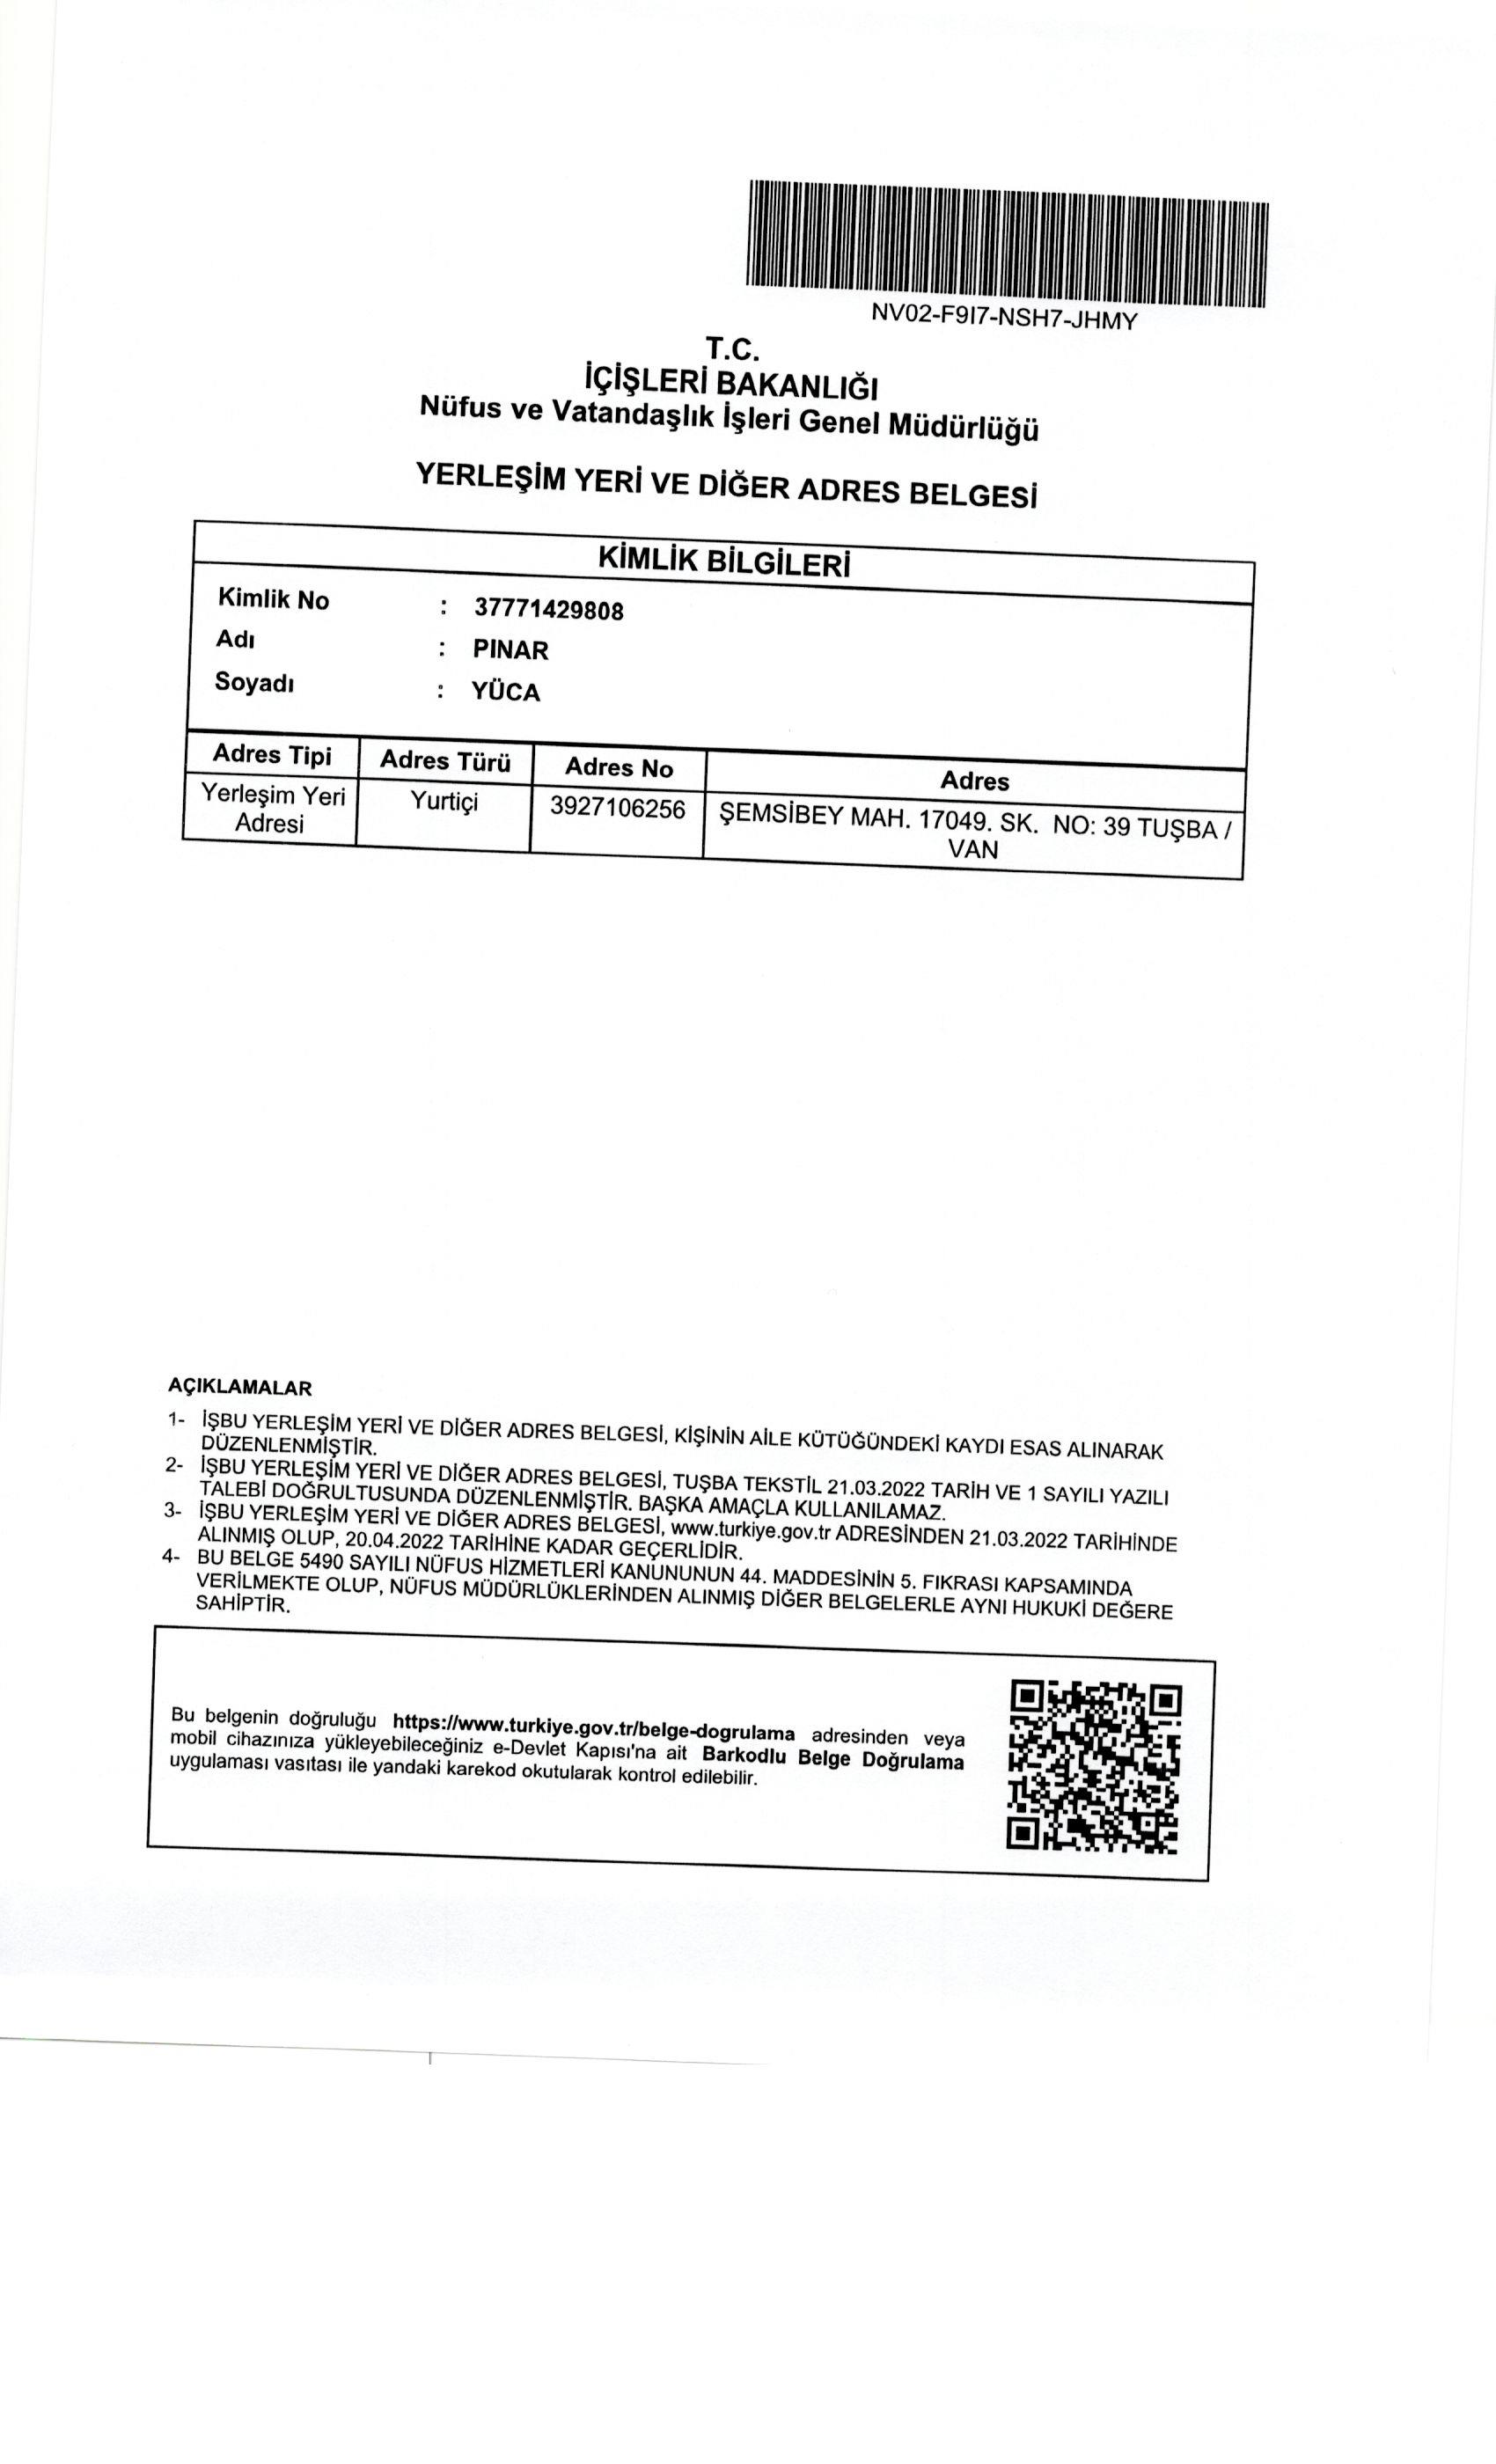 NV02-F9I7-NSH7-JHMY
T.C.
İÇİŞLERİ BAKANLIĞI
Nüfus ve Vatandaşlık İşleri Genel Müdürlüğü
YERLEŞİM YERİ VE DİĞER ADRES BELGESİ
KİMLİK BİLGİLERİ
Kimlik No : 37771429808
Adı : PINAR
Soyadı : YÜCA
Adres Tipi Adres Türü Adres No Adres
Yerleşim Yeri Adresi Yurtiçi 3927106256 ŞEMSİBEY MAH. 17049. SK. NO: 39 TUŞBA / VAN
AÇIKLAMALAR
1- İŞBU YERLEŞİM YERİ VE DİĞER ADRES BELGESİ, KİŞİNİN AİLE KÜTÜĞÜNDEKİ KAYDI ESAS ALINARAK
DÜZENLENMİŞTİR.
2- İŞBU YERLEŞİM YERİ VE DİĞER ADRES BELGESİ, TUŞBA TEKSTİL 21.03.2022 TARİH VE 1 SAYILI YAZILI
TALEBİ DOĞRULTUSUNDA DÜZENLENMİŞTİR. BAŞKA AMAÇLA KULLANILAMAZ.
3- İŞBU YERLEŞİM YERİ VE DİĞER ADRES BELGESİ, www.turkiye.gov.tr ADRESİNDEN 21.03.2022 TARİHİNDE
ALINMIŞ OLUP, 20.04.2022 TARİHİNE KADAR GEÇERLİDİR.
4- BU BELGE 5490 SAYILI NÜFUS HİZMETLERİ KANUNUNUN 44. MADDESİNİN 5. FIKRASI KAPSAMINDA
VERİLMEKTE OLUP, NÜFUS MÜDÜRLÜKLERİNDEN ALINMIŞ DİĞER BELGELERLE AYNI HUKUKİ DEĞERE
SAHİPTİR.
Bu belgenin doğruluğu https://www.turkiye.gov.tr/belge-dogrulama adresinden veya
mobil cihazınıza yükleyebileceğiniz e-Devlet Kapısı'na ait Barkodlu Belge Doğrulama
uygulaması vasıtası ile yandaki karekod okutularak kontrol edilebilir.